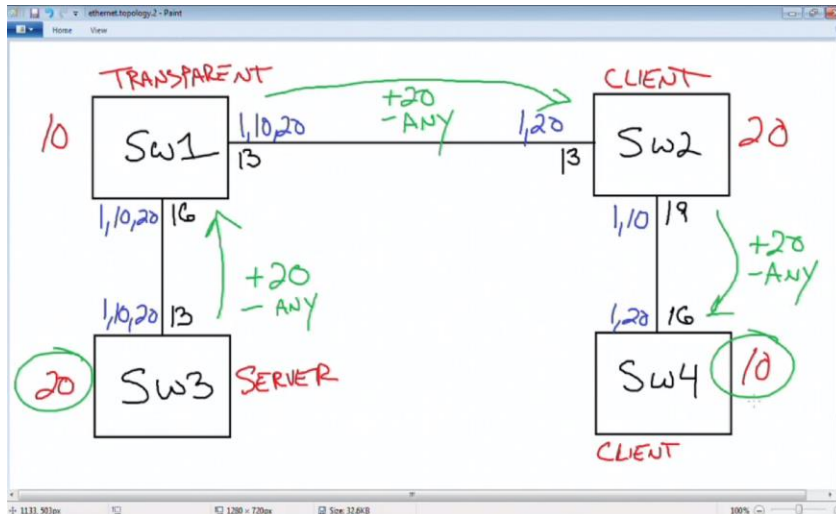 ethernet.topology.2 - Paint
Home View
TRANSPARENT
CLIENT
+20
- ANY
10
SW1
1,10,20
13
1,20
13
SW2
20
1,10,20
16
1,10
19
+20
- ANY
+20
- ANY
1,10,20
13
1,20
16
20
SW3
SERVER
SW4
10
CLIENT
1133, 501px
1280 × 720px
Size: 32.6KB
100%